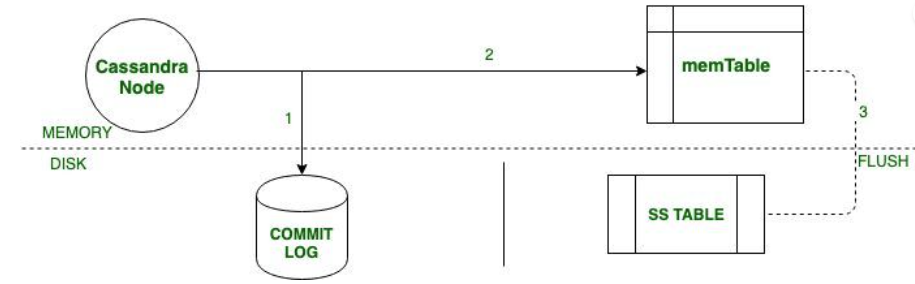 Cassandra
Node
2
memTable
1
3
MEMORY
DISK
FLUSH
COMMIT
LOG
SS TABLE